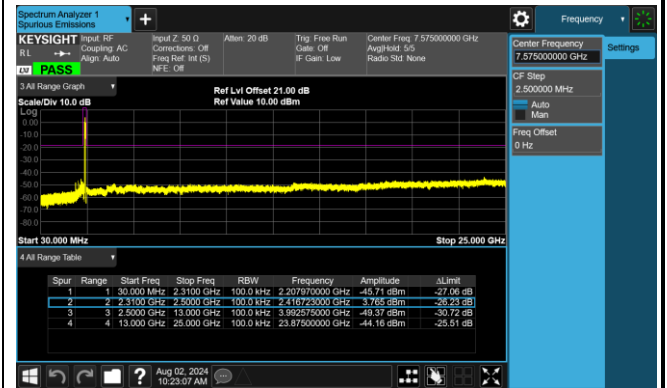 Spectrum Analyzer 1
Spurious Emissions
Frequency
KEYSIGHT Input: RF Input Z: 50 Ω Atten: 20 dB Trig: Free Run Center Freq: 7.575000000 GHz
RL Coupling: AC Corrections: Off Gate: Off Avg|Hold: 5/5
Align: Auto Freq Ref: Int (S) IF Gain: Low Radio Std: None
LXI PASS NFE: Off
3 All Range Graph
Ref Lvl Offset 21.00 dB
Scale/Div 10.0 dB Ref Value 10.00 dBm
Log
0.00
-10.0
-20.0
-30.0
-40.0
-50.0
-60.0
-70.0
-80.0
Start 30.000 MHz Stop 25.000 GHz
4 All Range Table
Spur Range Start Freq Stop Freq RBW Frequency Amplitude ΔLimit
1 1 30.000 MHz 2.3100 GHz 100.0 kHz 2.207970000 GHz -45.71 dBm -27.06 dB
2 2 2.3100 GHz 2.5000 GHz 100.0 kHz 2.416723000 GHz 3.765 dBm -26.23 dB
3 3 2.5000 GHz 13.000 GHz 100.0 kHz 3.992575000 GHz -49.37 dBm -30.72 dB
4 4 13.000 GHz 25.000 GHz 100.0 kHz 23.87500000 GHz -44.16 dBm -25.51 dB
Center Frequency
7.575000000 GHz
Settings
CF Step
2.500000 MHz
Auto
Man
Freq Offset
0 Hz
? Aug 02, 2024
10:23:07 AM